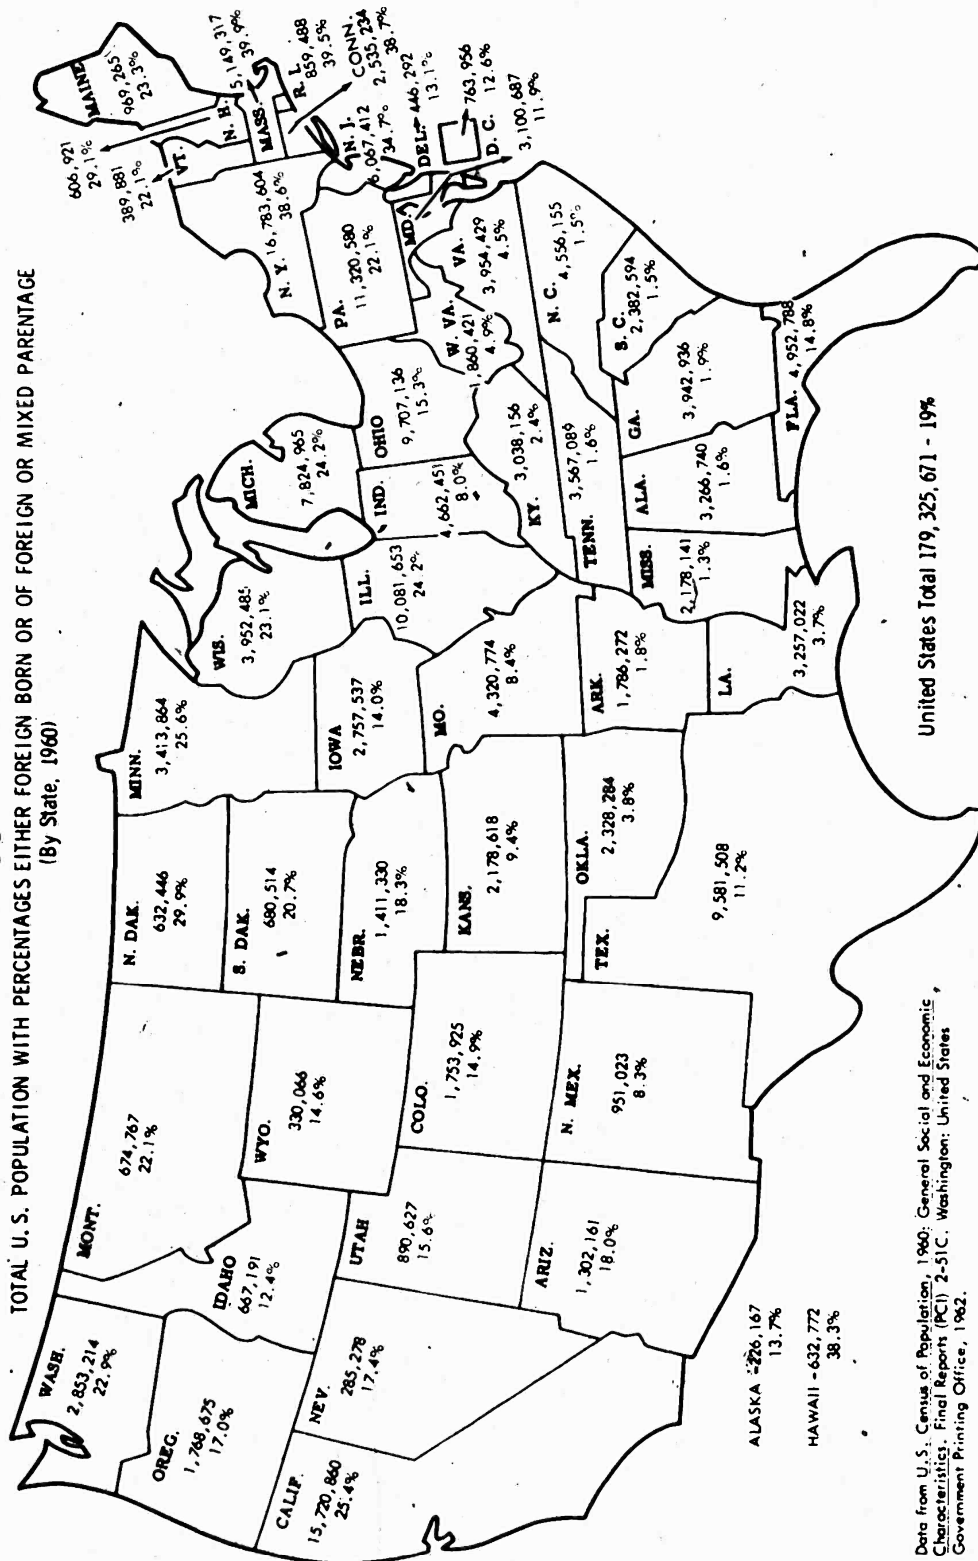 TOTAL U.S. POPULATION WITH PERCENTAGES EITHER FOREIGN BORN OR OF FOREIGN OR MIXED PARENTAGE
(By State, 1960)
WASH.
2,853,214
22.9%
OREG.
1,768,675
17.0%
CALIF.
15,720,860
25.4%
NEV.
285,278
17.4%
IDAHO
667,191
12.4%
MONT.
674,767
22.1%
WYO.
330,066
14.6%
UTAH
890,627
15.6%
COLO.
1,753,925
14.9%
ARIZ.
1,302,161
18.0%
N. MEX.
951,023
8.3%
N. DAK.
632,446
29.9%
S. DAK.
680,514
20.7%
NEBR.
1,411,330
18.3%
KANS.
2,178,618
9.4%
OKLA.
2,328,284
3.8%
TEX.
9,581,508
11.2%
MINN.
3,413,864
25.6%
IOWA
2,757,537
14.0%
MO.
4,320,774
8.4%
ARK.
1,786,272
1.8%
LA.
3,257,022
3.7%
WIS.
3,952,485
23.1%
ILL.
10,081,653
24.2%
MICH.
7,824,965
24.2%
IND.
4,662,451
8.0%
OHIO
9,707,136
15.3%
KY.
3,038,156
2.4%
TENN.
3,567,089
1.6%
MISS.
2,178,141
1.3%
ALA.
3,266,740
1.6%
GA.
3,942,936
1.9%
FLA. 4,952,788
14.8%
S. C.
2,382,594
1.5%
N. C.
4,556,155
1.5%
VA.
3,954,429
4.5%
W. VA.
1,860,421
4.9%
PA.
11,320,580
22.1%
N. Y. 16,783,604
38.6%
VT.
389,881
22.1%
N. H.
606,921
29.1%
MAINE
969,265
23.3%
MASS.
5,149,317
39.9%
R. I.
859,488
39.5%
CONN.
2,535,234
38.7%
N. J.
6,067,412
34.7%
DEL. 446,292
13.1%
MD.
3,100,687
11.9%
D. C.
763,956
12.6%
ALASKA - 226,167
13.7%
HAWAII - 632,772
38.3%
United States Total 179,325,671 - 19%
Data from U.S. Census of Population, 1960: General Social and Economic
Characteristics. Final Reports (PC1) 2-51C. Washington: United States
Government Printing Office, 1962.